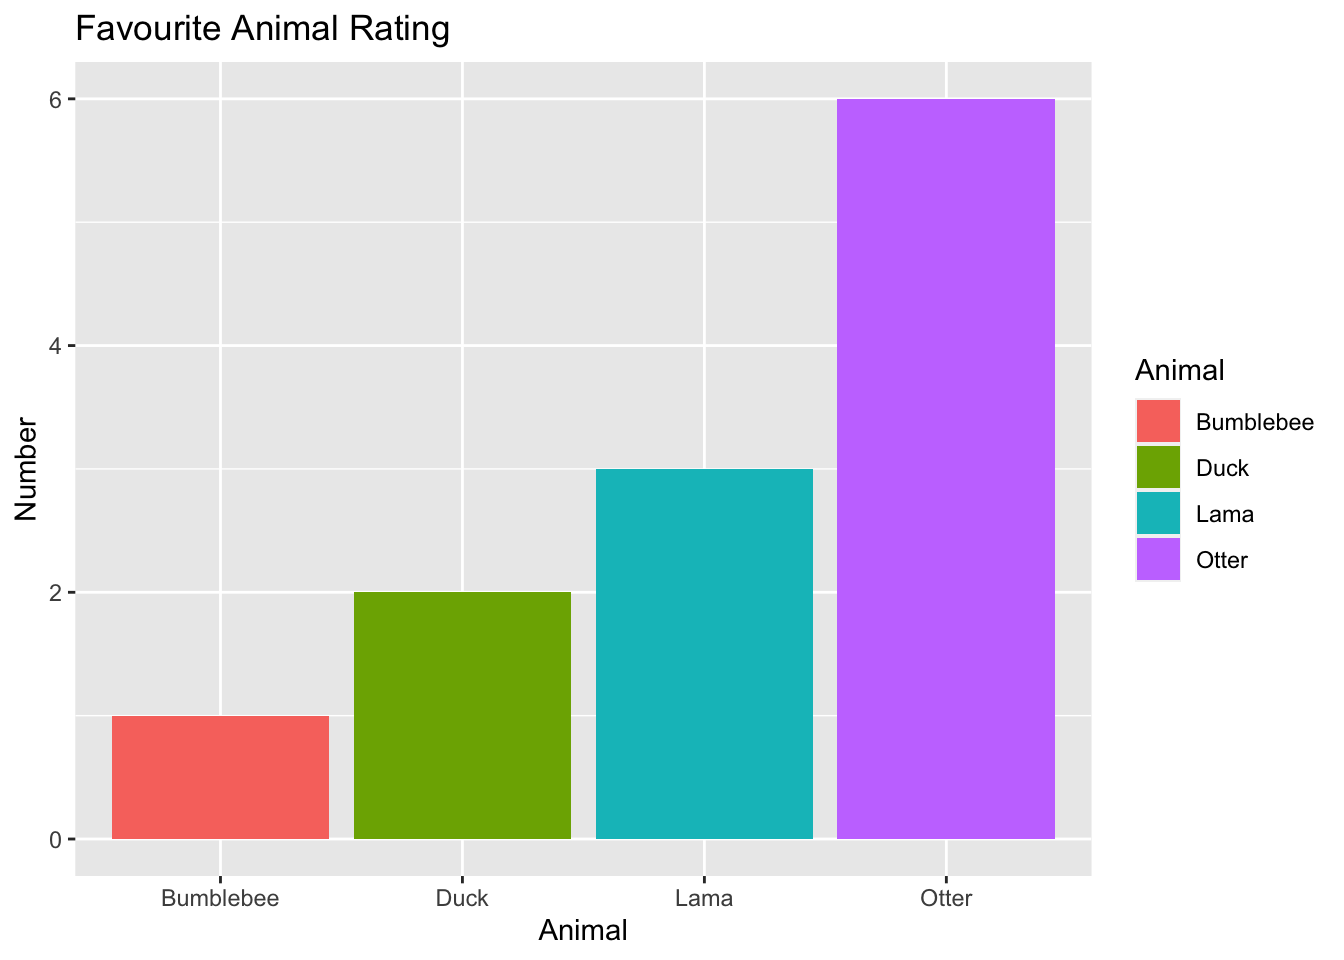 Favourite Animal Rating
6
4
2
0
Number
Bumblebee Duck Lama Otter
Animal
Animal
Bumblebee
Duck
Lama
Otter